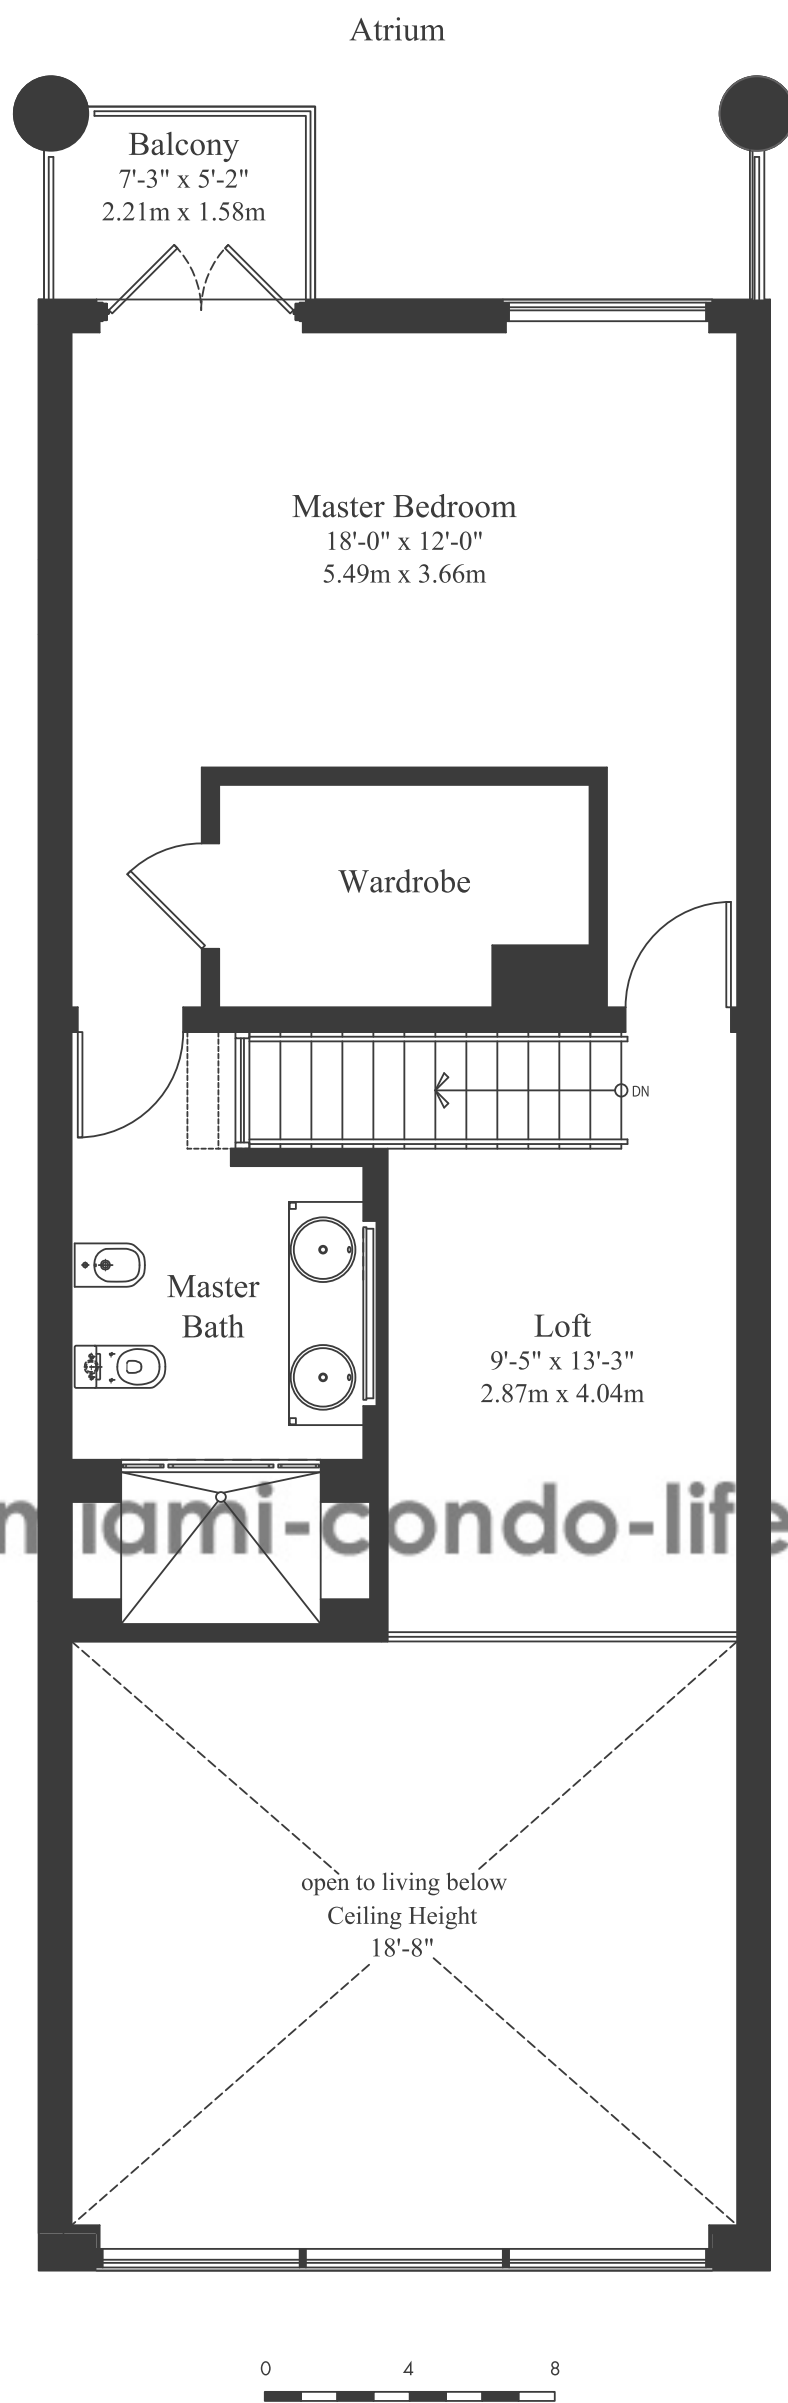 Atrium
Balcony
7'-3" x 5'-2"
2.21m x 1.58m
Master Bedroom
18'-0" x 12'-0"
5.49m x 3.66m
Wardrobe
DN
Master
Bath
Loft
9'-5" x 13'-3"
2.87m x 4.04m
miami-condo-life
open to living below
Ceiling Height
18'-8"
0 4 8